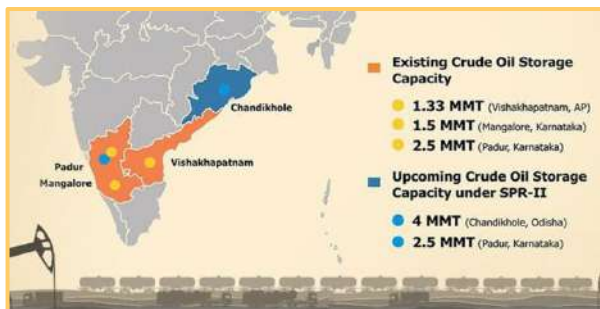 Existing Crude Oil Storage
Capacity
1.33 MMT (Vishakhapatnam, AP)
1.5 MMT (Mangalore, Karnataka)
2.5 MMT (Padur, Karnataka)
Upcoming Crude Oil Storage
Capacity under SPR-II
4 MMT (Chandikhole, Odisha)
2.5 MMT (Padur, Karnataka)
Chandikhole
Vishakhapatnam
Padur
Mangalore